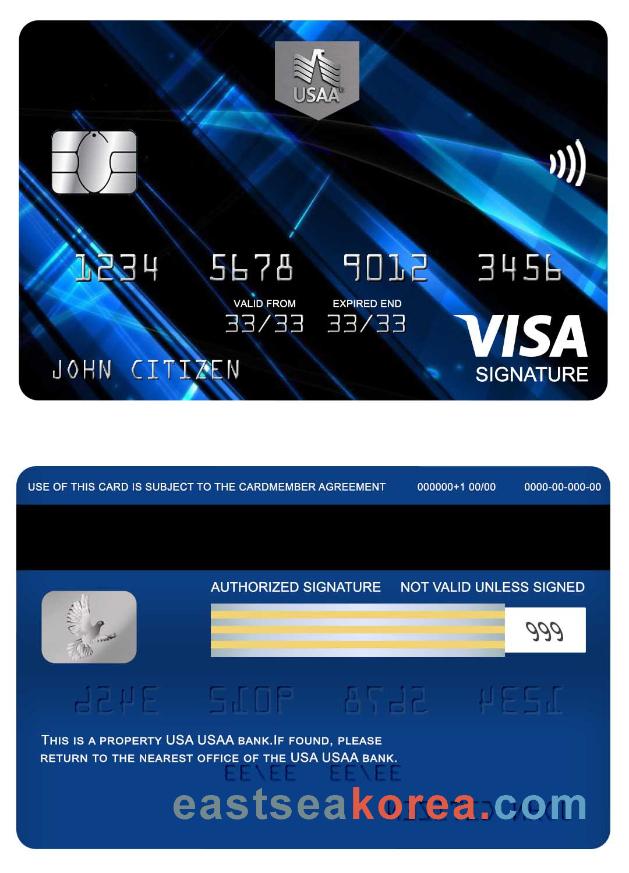 USAA
1234 5678 9012 3456
VALID FROM EXPIRED END
33/33 33/33
VISA
JOHN CITIZEN
SIGNATURE
USE OF THIS CARD IS SUBJECT TO THE CARDMEMBER AGREEMENT 000000+1 00/00 0000-00-000-00
AUTHORIZED SIGNATURE NOT VALID UNLESS SIGNED
999
THIS IS A PROPERTY USA USAA BANK.IF FOUND, PLEASE
RETURN TO THE NEAREST OFFICE OF THE USA USAA BANK.
eastseakorea.com